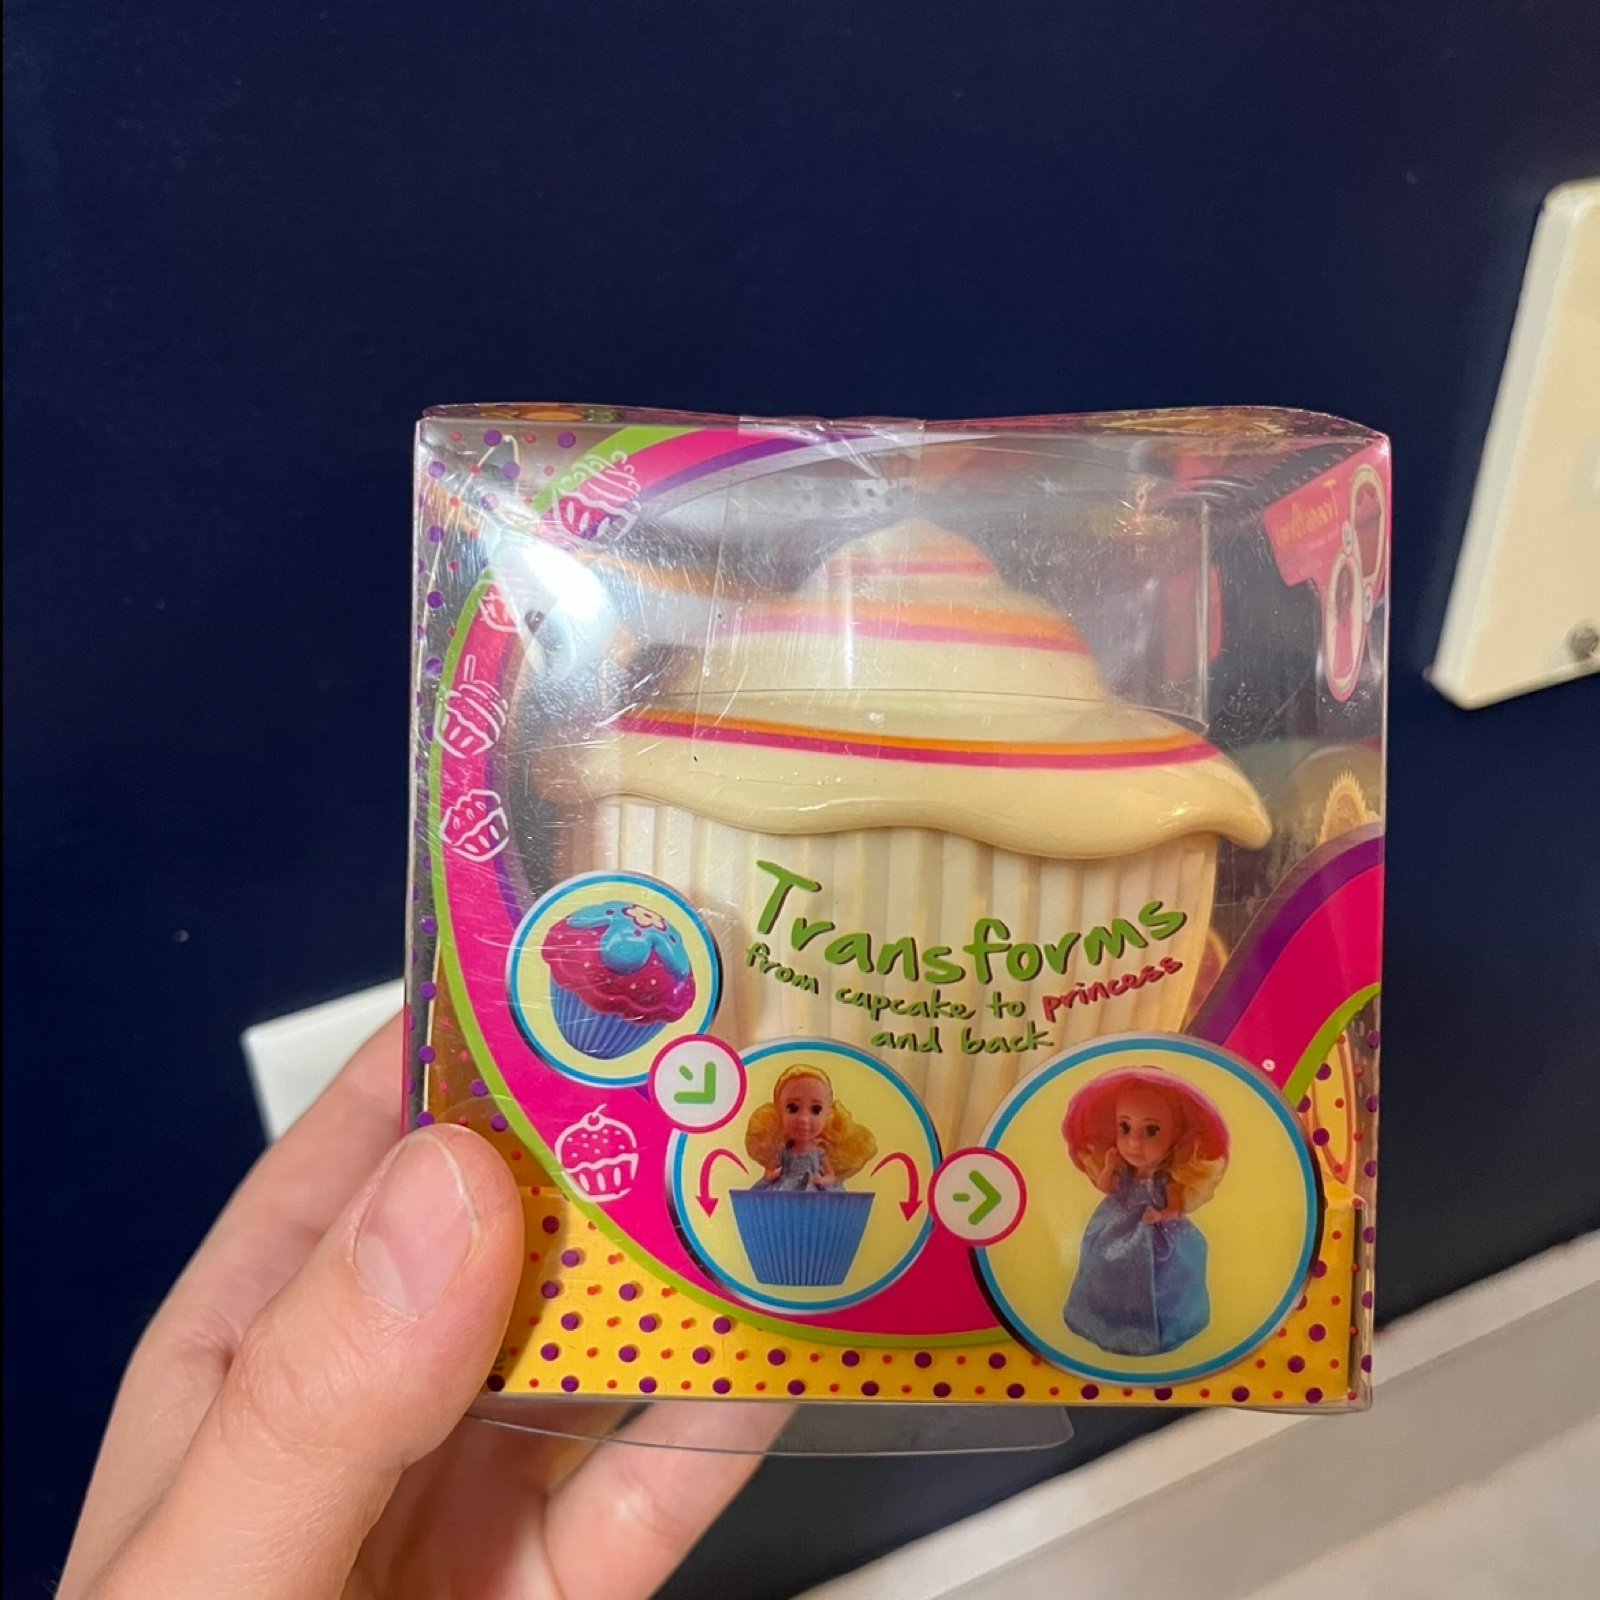 Transforms
from cupcake to princess
and back